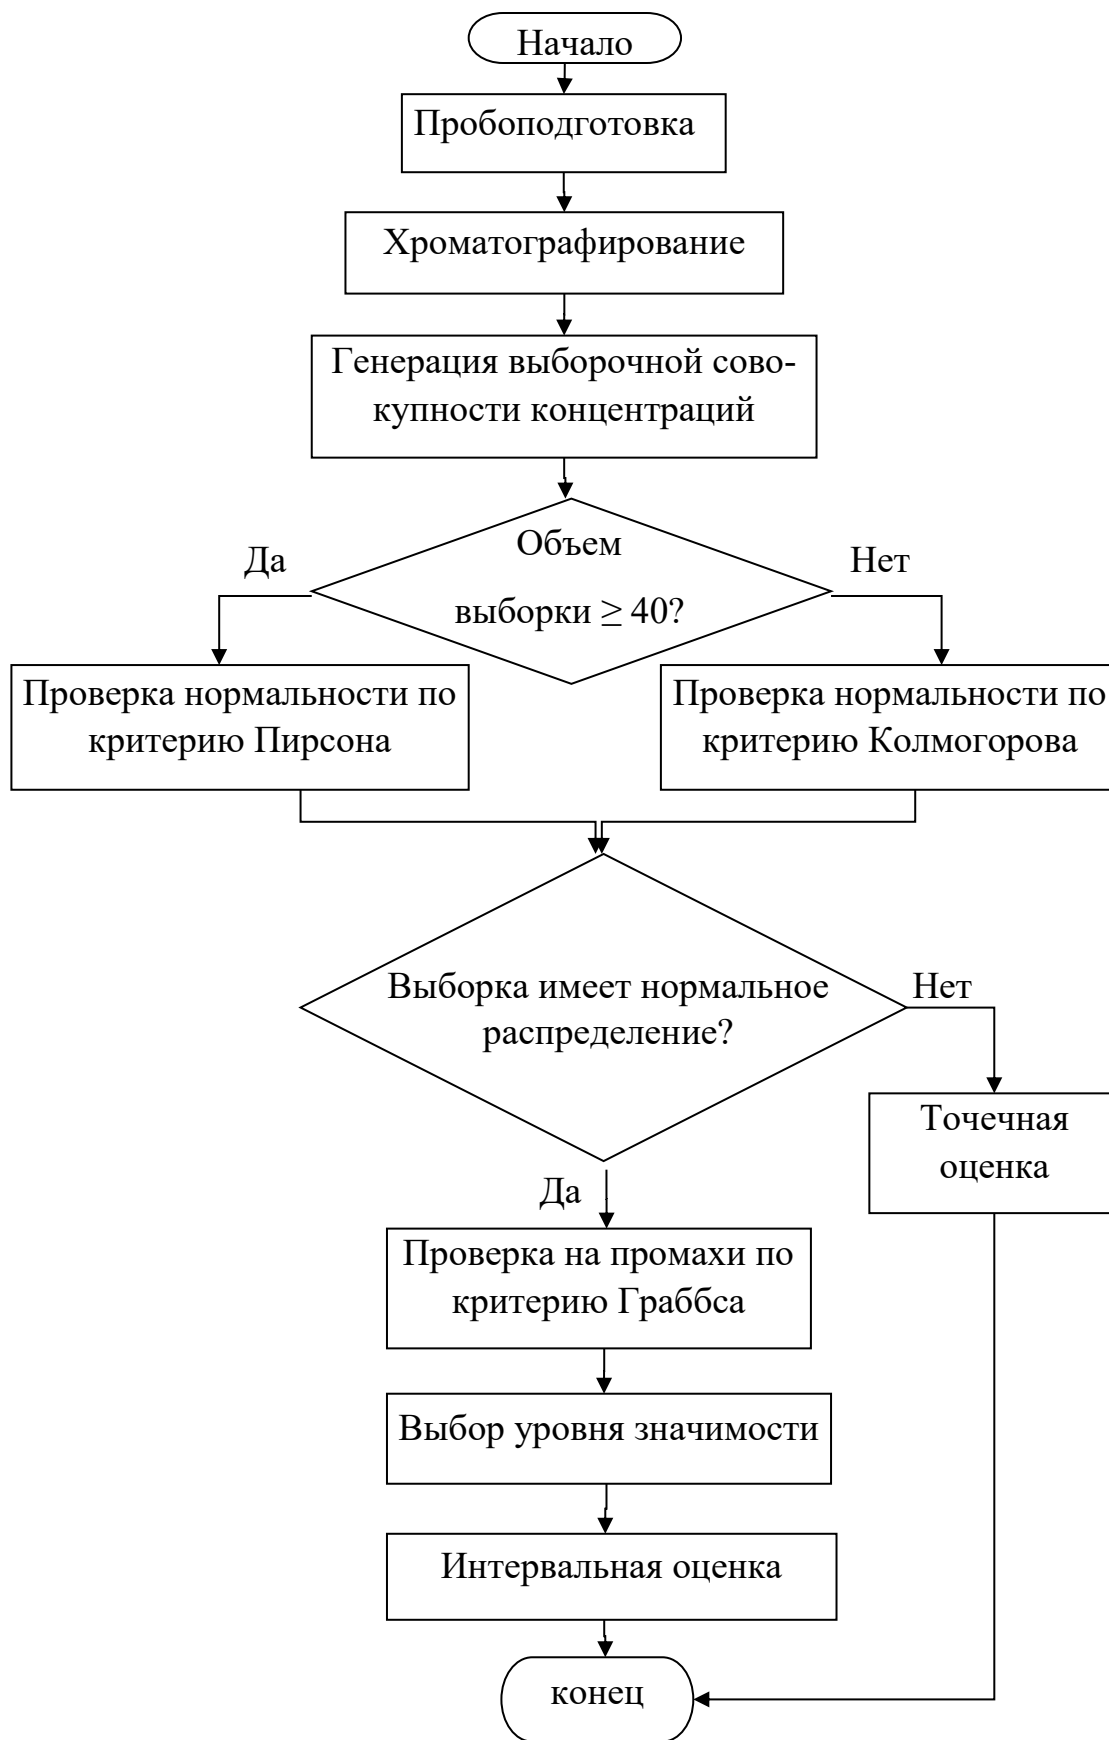 Начало
Пробоподготовка
Хроматографирование
Генерация выборочной сово-
купности концентраций
Объем
выборки ≥ 40?
Да
Нет
Проверка нормальности по
критерию Пирсона
Проверка нормальности по
критерию Колмогорова
Выборка имеет нормальное
распределение?
Нет
Точечная
оценка
Да
Проверка на промахи по
критерию Граббса
Выбор уровня значимости
Интервальная оценка
конец